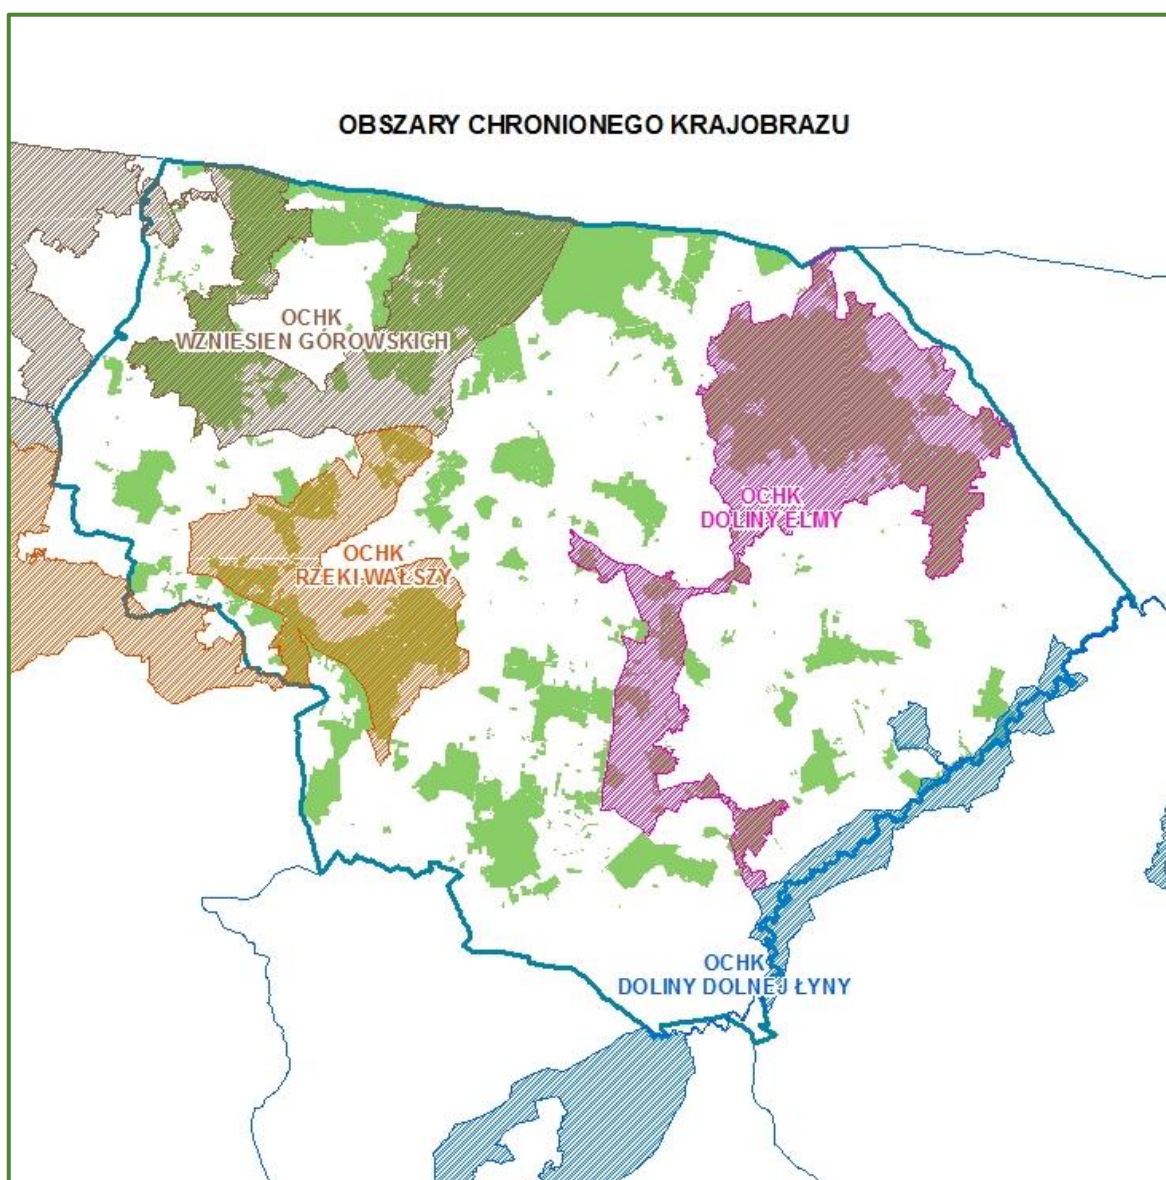 OBSZARY CHRONIONEGO KRAJOBRAZU
OCHK
WZNIESIEN GÓROWSKICH
OCHK
RZEKI WAŁSZY
OCHK
DOLINY ELMY
OCHK
DOLINY DOLNEJ ŁYNY